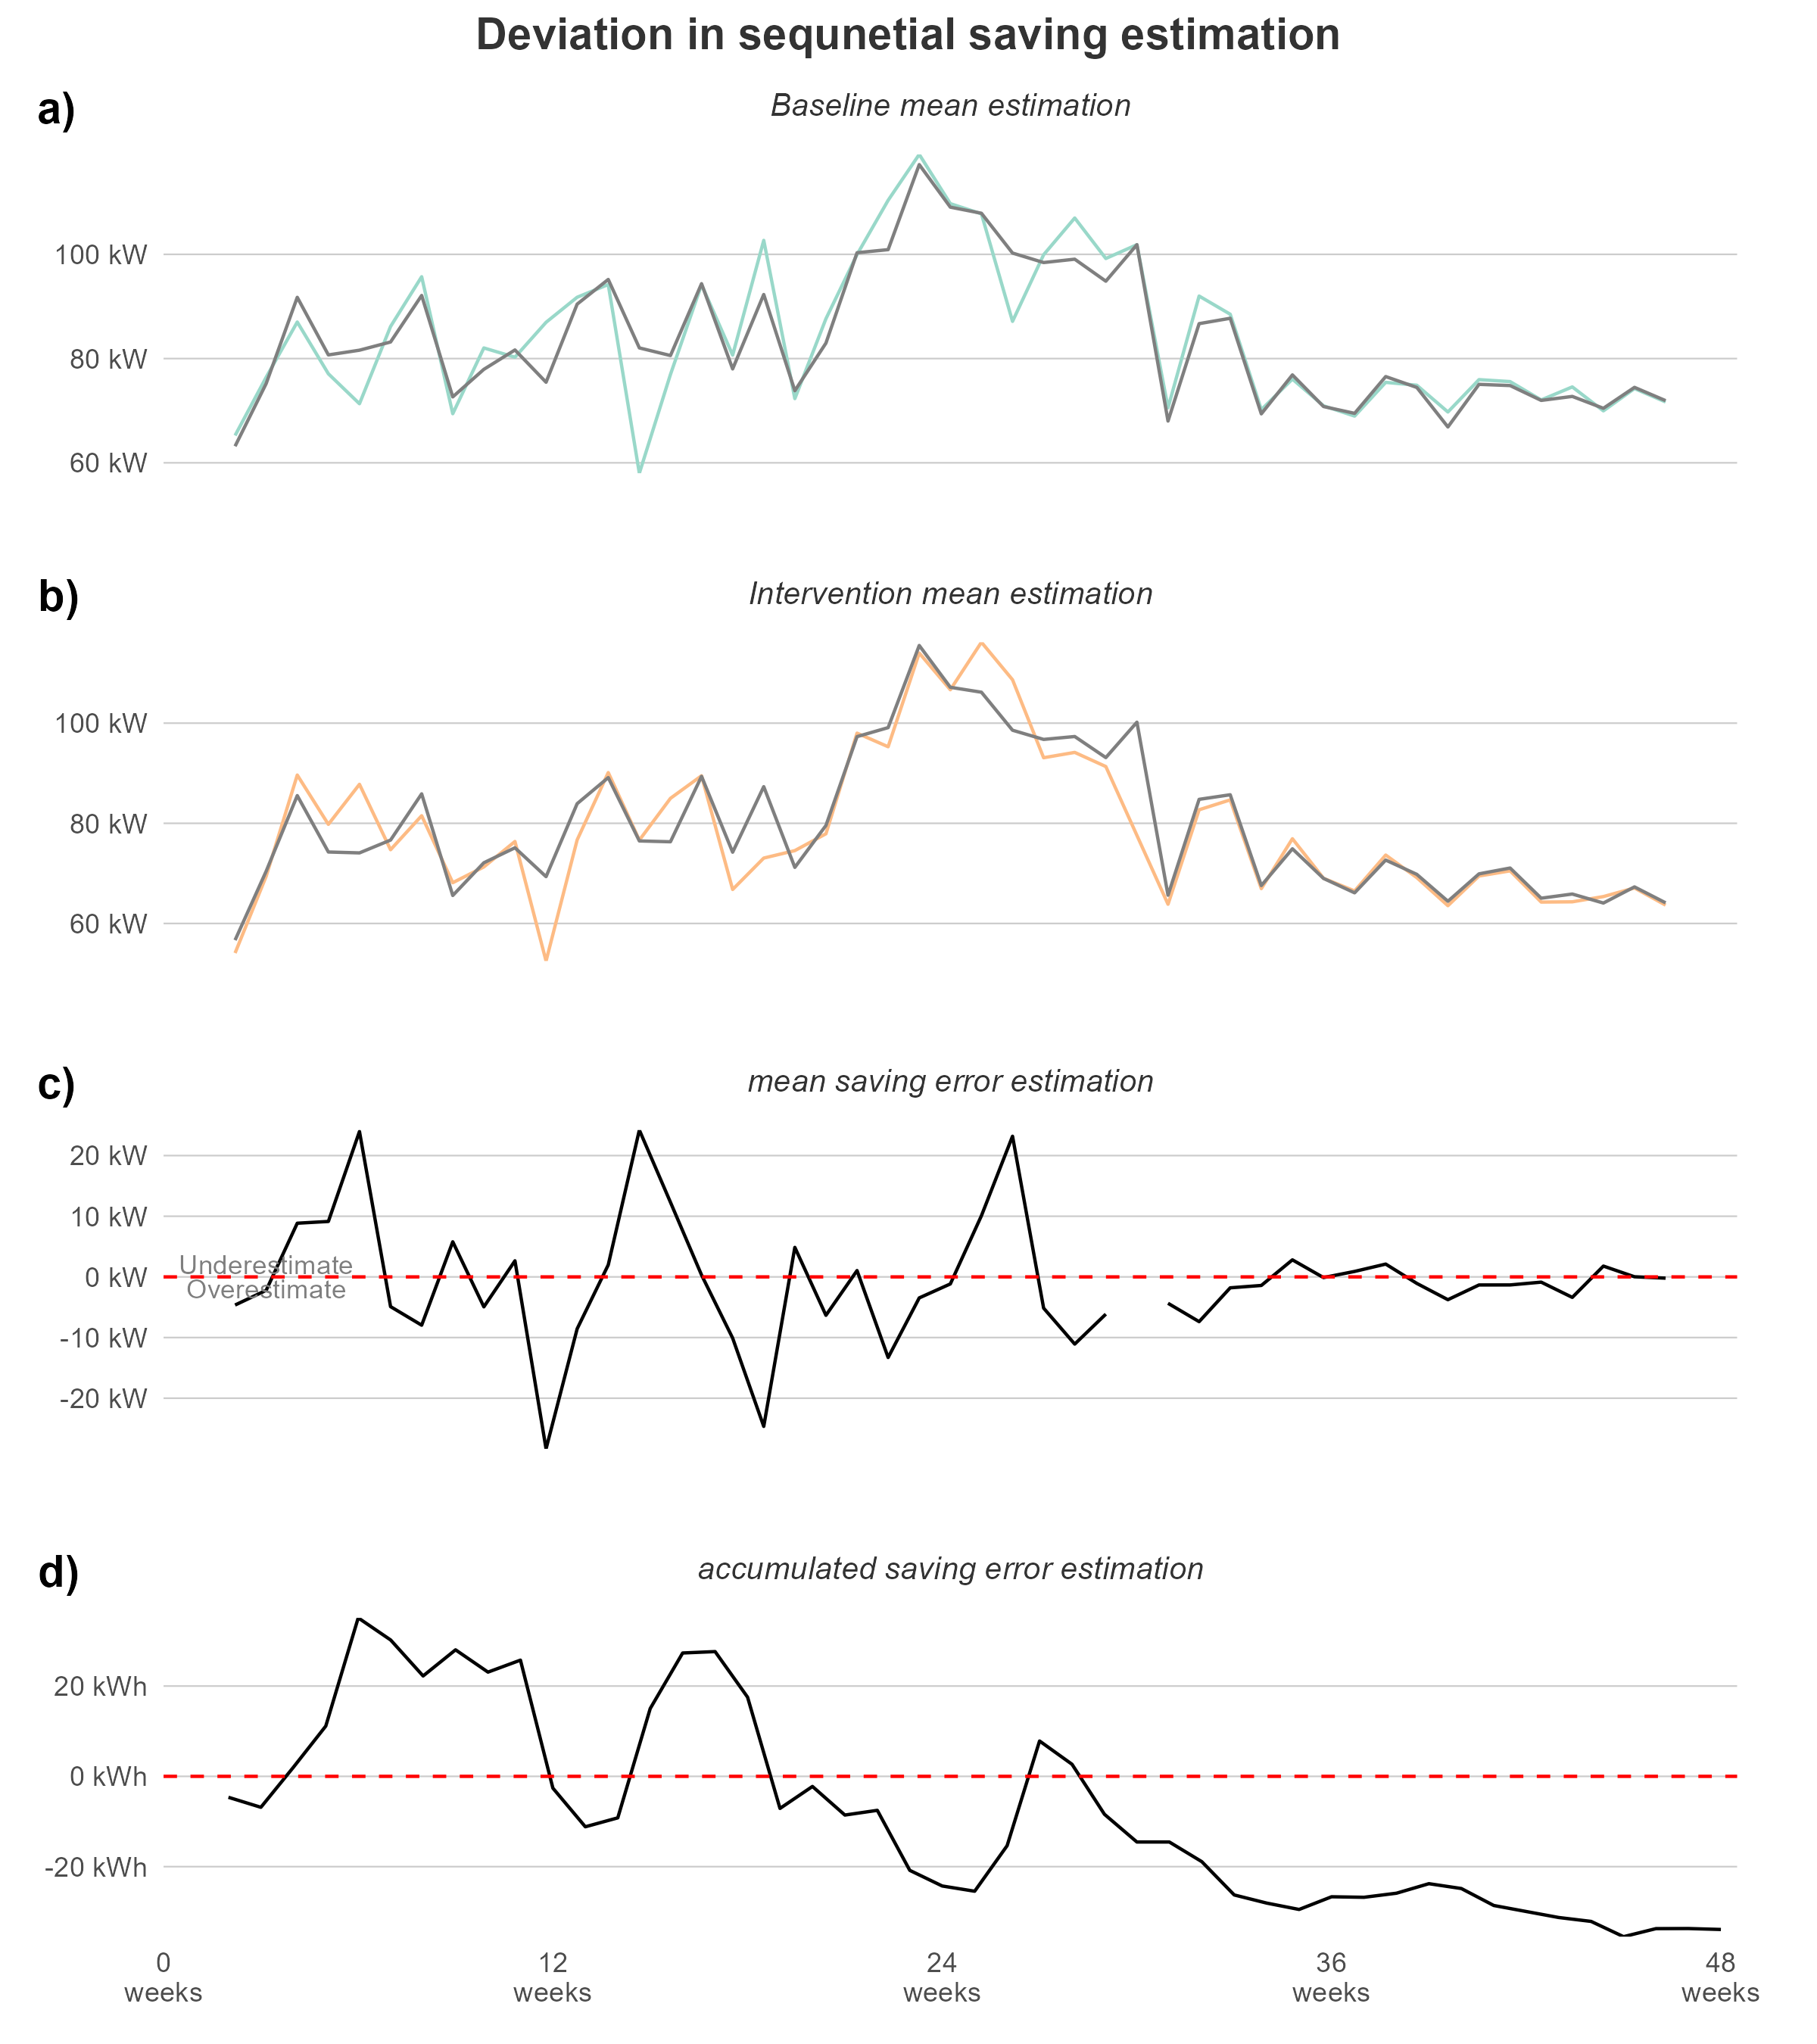 Deviation in sequnetial saving estimation
a)
Baseline mean estimation
100 kW
80 kW
60 kW
b)
Intervention mean estimation
100 kW
80 kW
60 kW
c)
mean saving error estimation
20 kW
10 kW
Underestimate
0 kW
Overestimate
-10 kW
-20 kW
d)
accumulated saving error estimation
20 kWh
0 kWh
-20 kWh
0 12 24 36 48
weeks weeks weeks weeks weeks